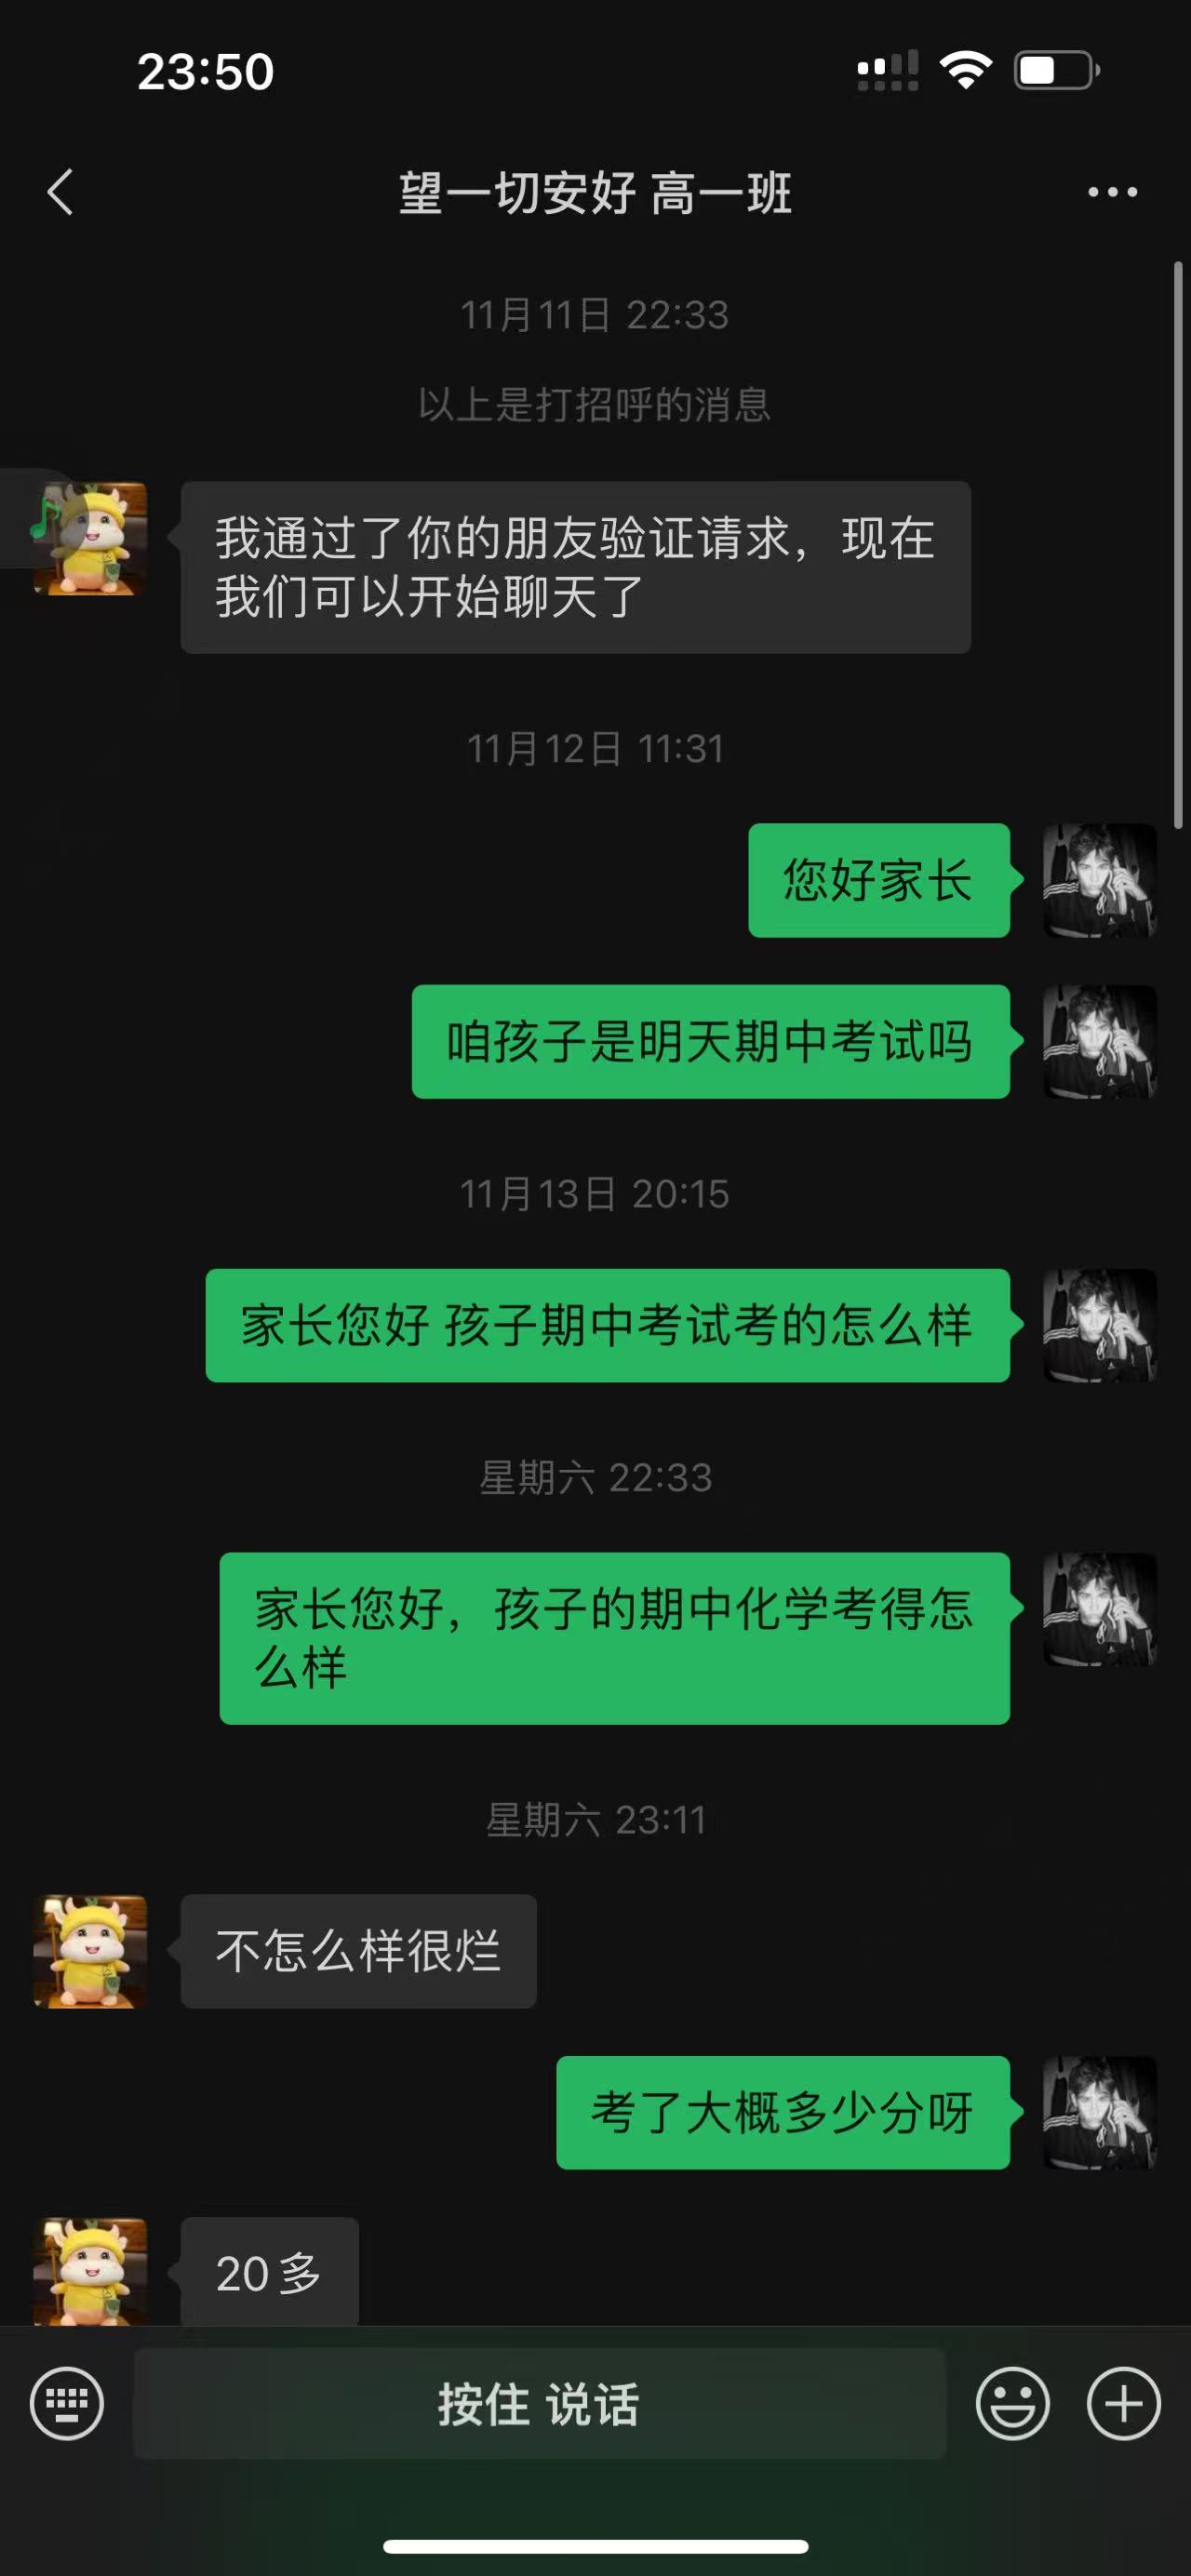 23:50
望一切安好 高一班
11月11日 22:33
以上是打招呼的消息
我通过了你的朋友验证请求，现在
我们可以开始聊天了
11月12日 11:31
您好家长
咱孩子是明天期中考试吗
11月13日 20:15
家长您好 孩子期中考试考的怎么样
星期六 22:33
家长您好，孩子的期中化学考得怎
么样
星期六 23:11
不怎么样很烂
考了大概多少分呀
20多
按住 说话